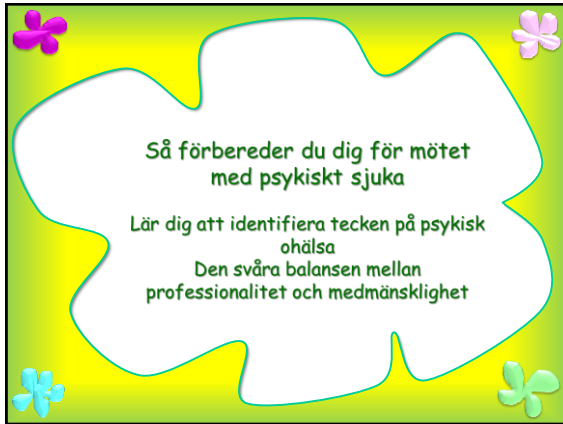 Så förbereder du dig för mötet
med psykiskt sjuka
Lär dig att identifiera tecken på psykisk
ohälsa
Den svåra balansen mellan
professionalitet och medmänsklighet